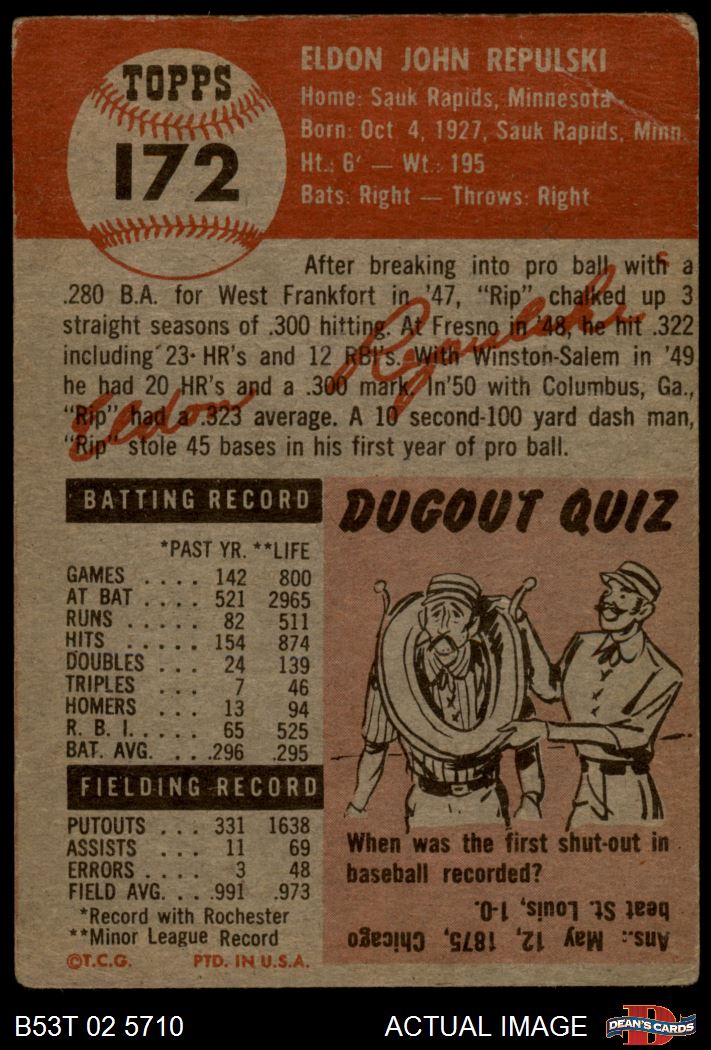 TOPPS
172
ELDON JOHN REPULSKI
Home: Sauk Rapids, Minnesota
Born: Oct 4, 1927, Sauk Rapids, Minn.
Ht.: 6' — Wt.: 195
Bats: Right — Throws: Right
After breaking into pro ball with a
.280 B.A. for West Frankfort in '47, "Rip" chalked up 3
straight seasons of .300 hitting. At Fresno in '48, he hit .322
including 23 HR's and 12 RBI's. With Winston-Salem in '49
he had 20 HR's and a .300 mark. In '50 with Columbus, Ga.,
"Rip" had a .323 average. A 10 second-100 yard dash man,
"Rip" stole 45 bases in his first year of pro ball.
Eldon Repulski
BATTING RECORD
*PAST YR. **LIFE
GAMES .... 142 800
AT BAT .... 521 2965
RUNS ..... 82 511
HITS ..... 154 874
DOUBLES ... 24 139
TRIPLES ... 7 46
HOMERS ... 13 94
R. B. I. .... 65 525
BAT. AVG. ... .296 .295
FIELDING RECORD
PUTOUTS ... 331 1638
ASSISTS ... 11 69
ERRORS .... 3 48
FIELD AVG. ... .991 .973
*Record with Rochester
**Minor League Record
©T.C.G. PTD. IN U.S.A.
DUGOUT QUIZ
When was the first shut-out in
baseball recorded?
Ans.: May 12, 1875, Chicago
beat St. Louis, 1-0.
B53T 02 5710 ACTUAL IMAGE DEAN'S CARDS